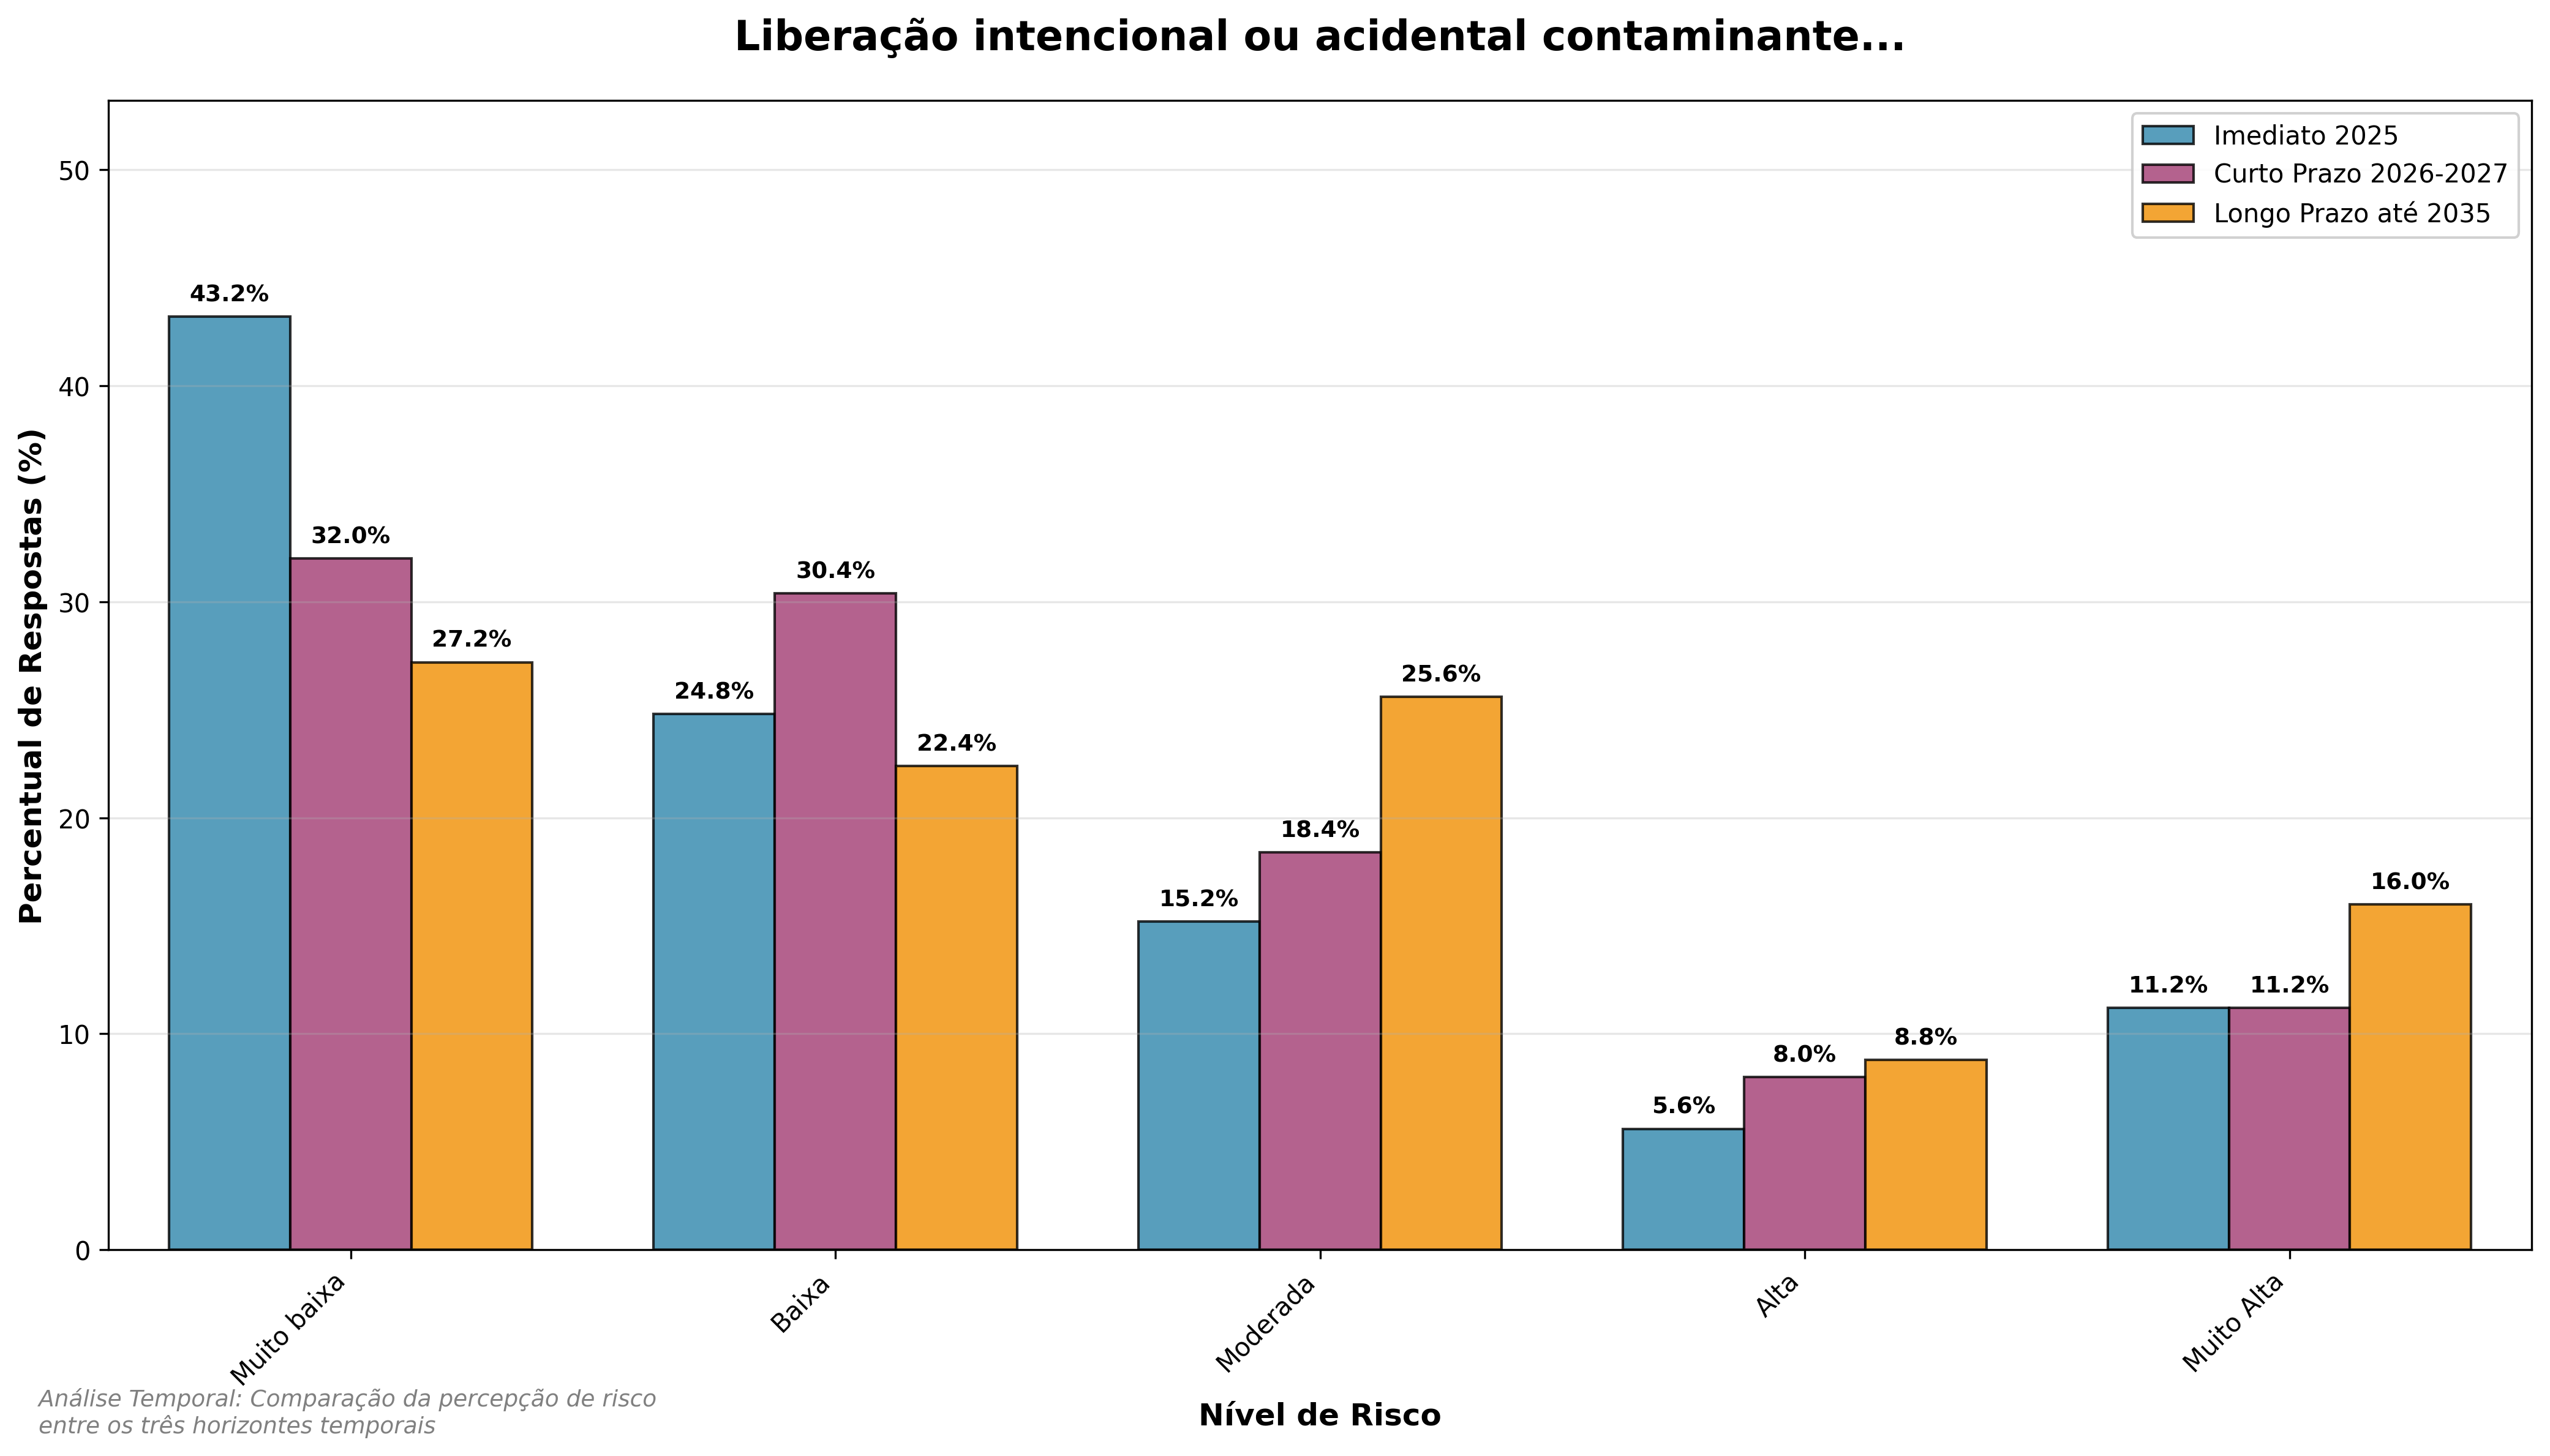 Liberação intencional ou acidental contaminante...
Imediato 2025
Curto Prazo 2026-2027
Longo Prazo até 2035
Percentual de Respostas (%)
50
40
30
20
10
0
43.2%
32.0%
27.2%
24.8%
30.4%
22.4%
15.2%
18.4%
25.6%
5.6%
8.0%
8.8%
11.2%
11.2%
16.0%
Muito baixa
Baixa
Moderada
Alta
Muito Alta
Nível de Risco
Análise Temporal: Comparação da percepção de risco
entre os três horizontes temporais